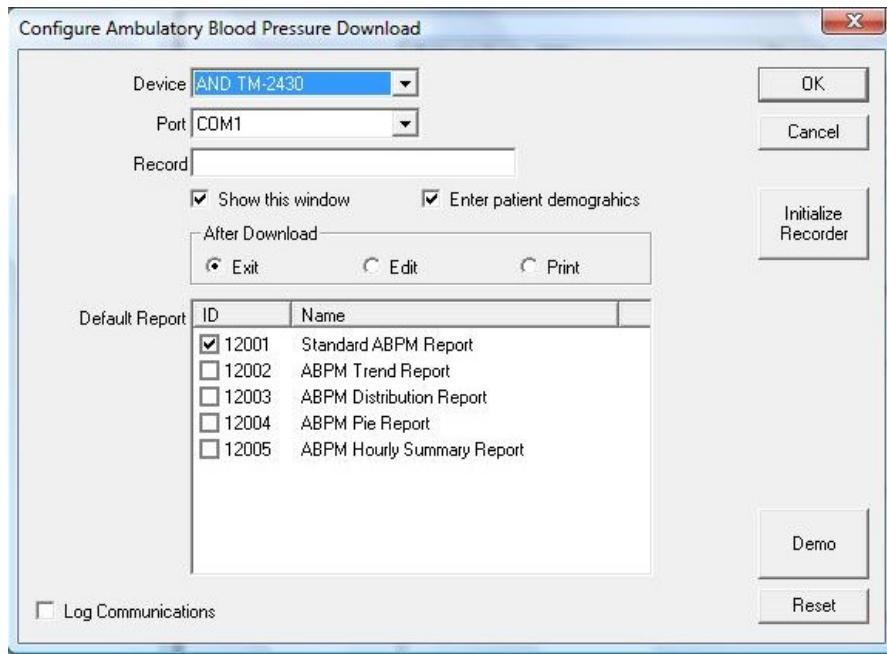 Configure Ambulatory Blood Pressure Download
Device AND TM-2430
OK
Port COM1
Cancel
Record
Show this window Enter patient demograhics
Initialize
Recorder
After Download
Exit Edit Print
Default Report ID Name
12001 Standard ABPM Report
12002 ABPM Trend Report
12003 ABPM Distribution Report
12004 ABPM Pie Report
12005 ABPM Hourly Summary Report
Demo
Reset
Log Communications